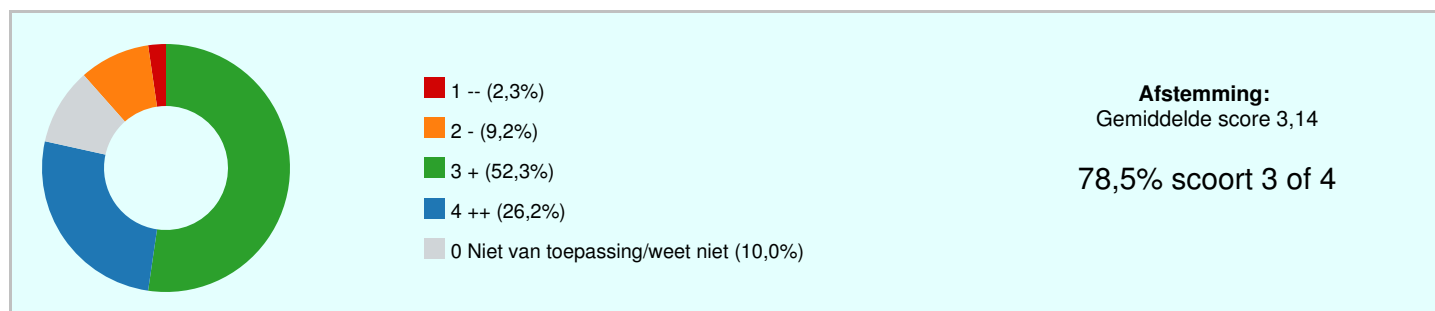 1 -- (2,3%)
2 - (9,2%)
3 + (52,3%)
4 ++ (26,2%)
0 Niet van toepassing/weet niet (10,0%)
Afstemming:
Gemiddelde score 3,14
78,5% scoort 3 of 4